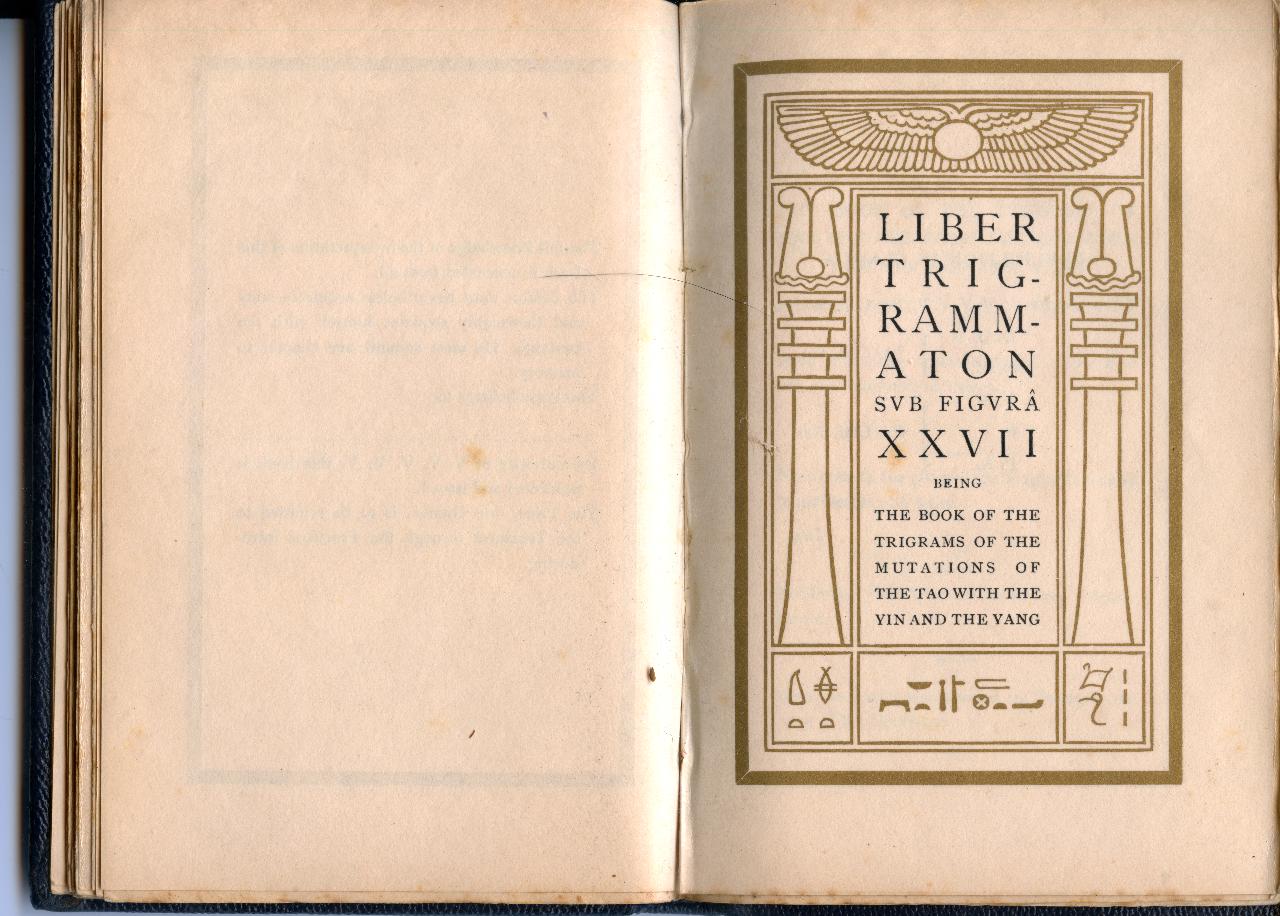 LIBER
TRIG-
RAMM-
ATON
SVB FIGVRÂ
XXVII
BEING
THE BOOK OF THE
TRIGRAMS OF THE
MUTATIONS OF
THE TAO WITH THE
YIN AND THE YANG